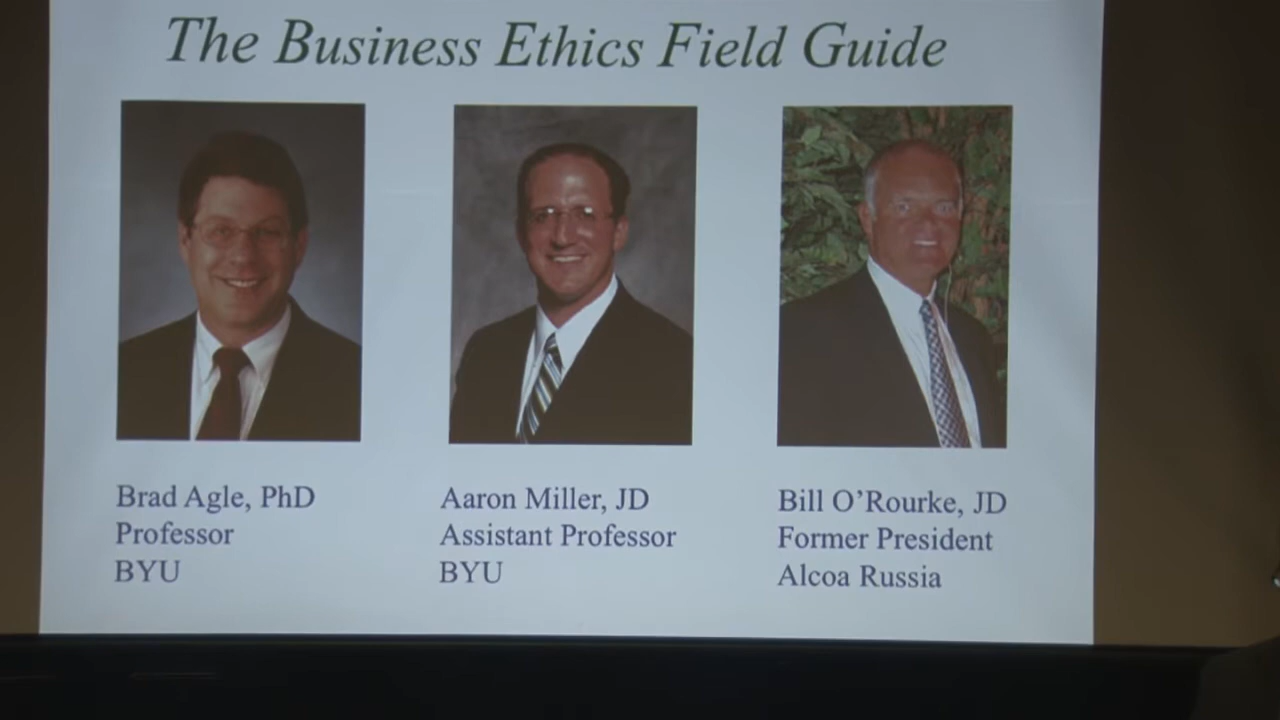 The Business Ethics Field Guide
Brad Agle, PhD
Professor
BYU
Aaron Miller, JD
Assistant Professor
BYU
Bill O’Rourke, JD
Former President
Alcoa Russia